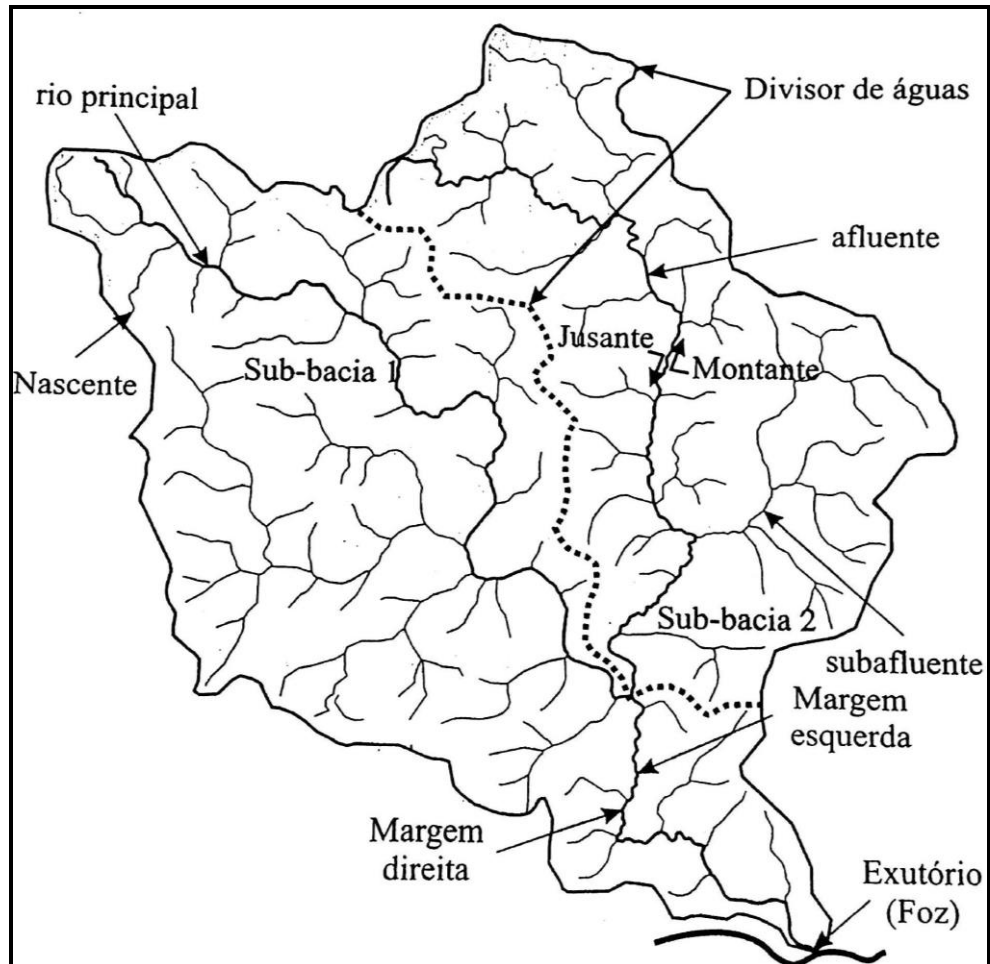 rio principal
Divisor de águas
afluente
Jusante
Montante
Nascente
Sub-bacia 1
Sub-bacia 2
subafluente
Margem
esquerda
Margem
direita
Exutório
(Foz)